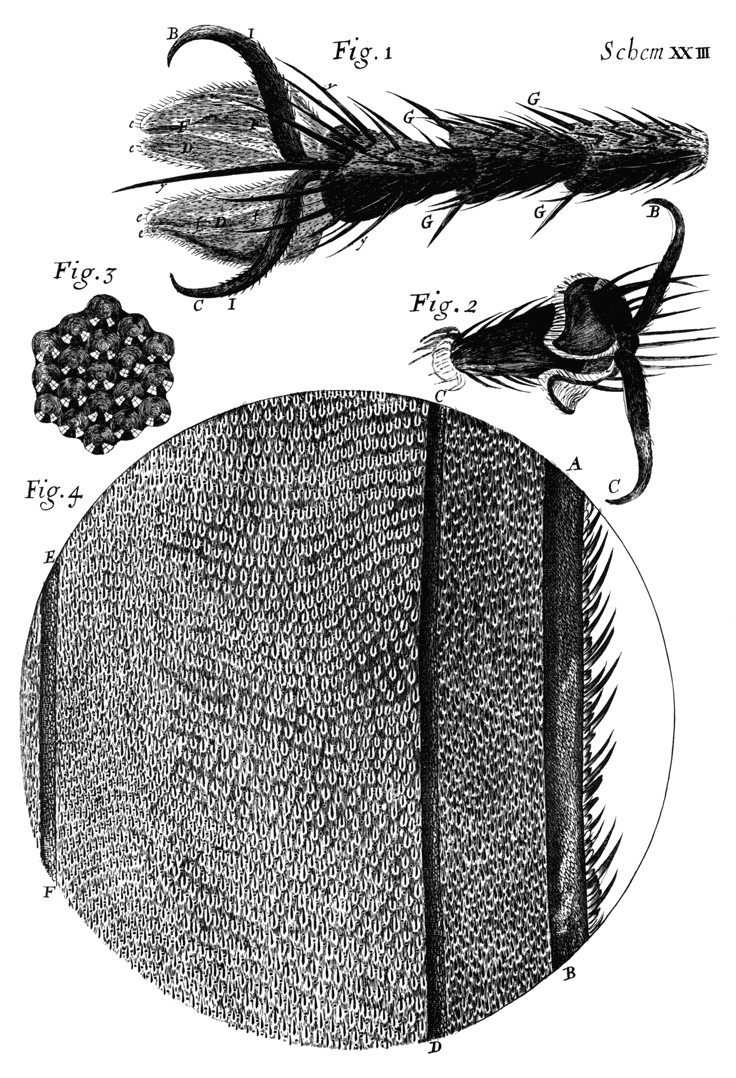 B I
Fig. 1
Schem XXIII
y
G
G
e F F
e D
y
e f D f
e
G
G
y
B
Fig. 3
C I
Fig. 2
C
A
C
Fig. 4
E
F
B
D